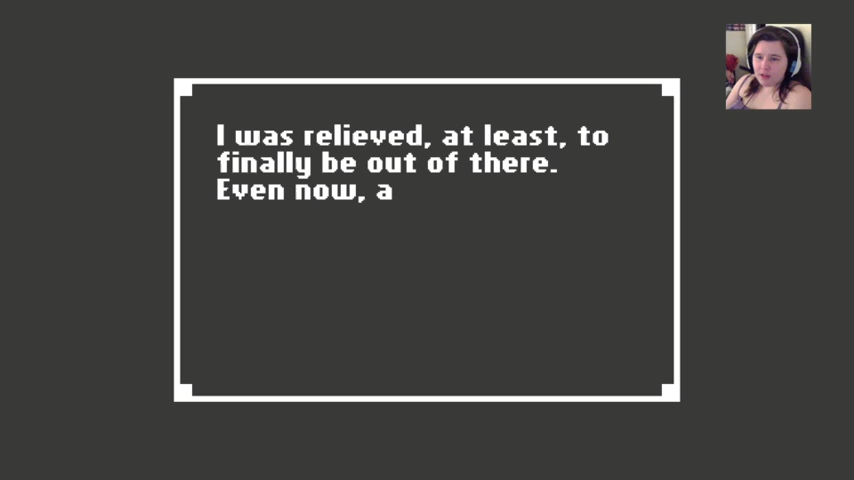 I was relieved, at least, to
finally be out of there.
Even now, a